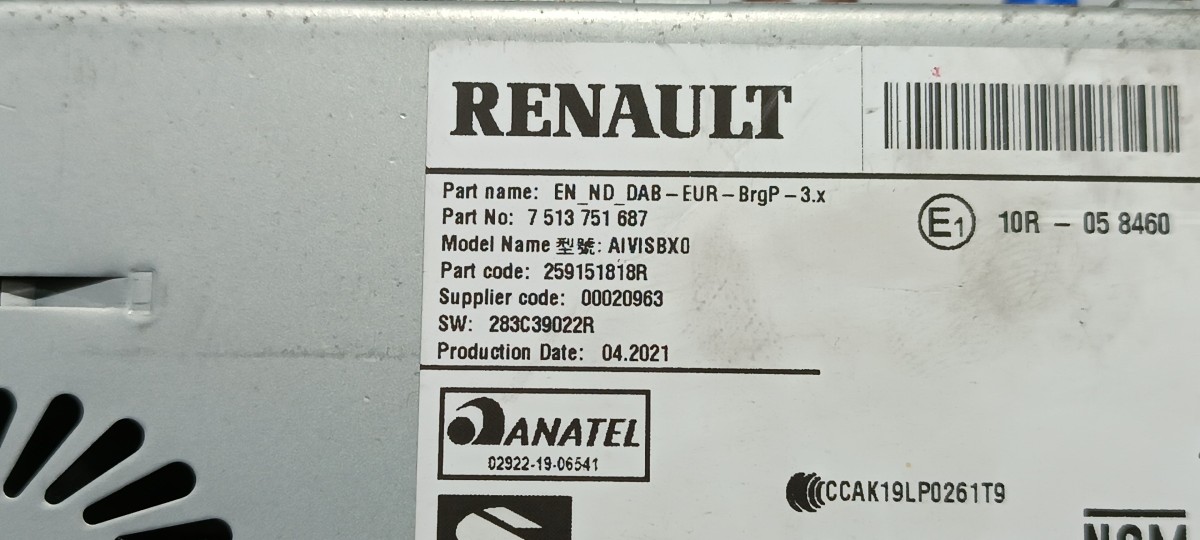 RENAULT
Part name: EN_ND_DAB-EUR-BrgP-3.x
Part No: 7 513 751 687
Model Name 型號: AIVISBX0
Part code: 259151818R
Supplier code: 00020963
SW: 283C39022R
Production Date: 04.2021
E1 10R - 05 8460
ANATEL
02922-19-06541
CCAK19LP0261T9